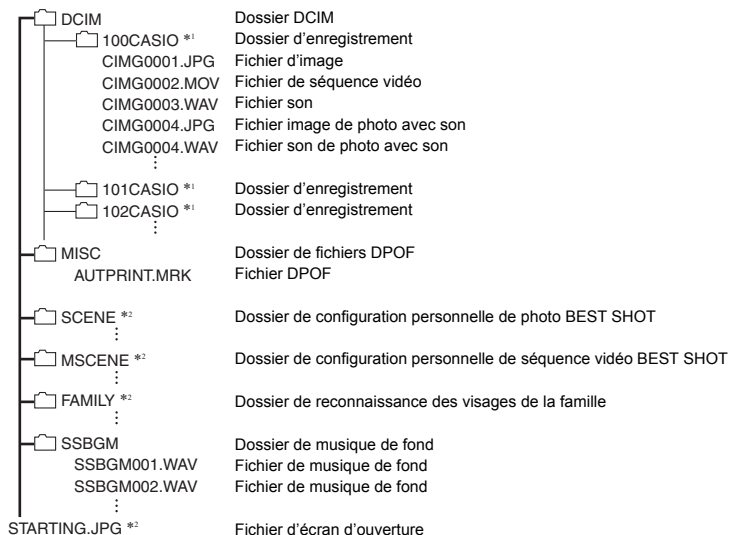 DCIM Dossier DCIM
100CASIO *1 Dossier d'enregistrement
CIMG0001.JPG Fichier d'image
CIMG0002.MOV Fichier de séquence vidéo
CIMG0003.WAV Fichier son
CIMG0004.JPG Fichier image de photo avec son
CIMG0004.WAV Fichier son de photo avec son
101CASIO *1 Dossier d'enregistrement
102CASIO *1 Dossier d'enregistrement
MISC Dossier de fichiers DPOF
AUTPRINT.MRK Fichier DPOF
SCENE *2 Dossier de configuration personnelle de photo BEST SHOT
MSCENE *2 Dossier de configuration personnelle de séquence vidéo BEST SHOT
FAMILY *2 Dossier de reconnaissance des visages de la famille
SSBGM Dossier de musique de fond
SSBGM001.WAV Fichier de musique de fond
SSBGM002.WAV Fichier de musique de fond
STARTING.JPG *2 Fichier d'écran d'ouverture